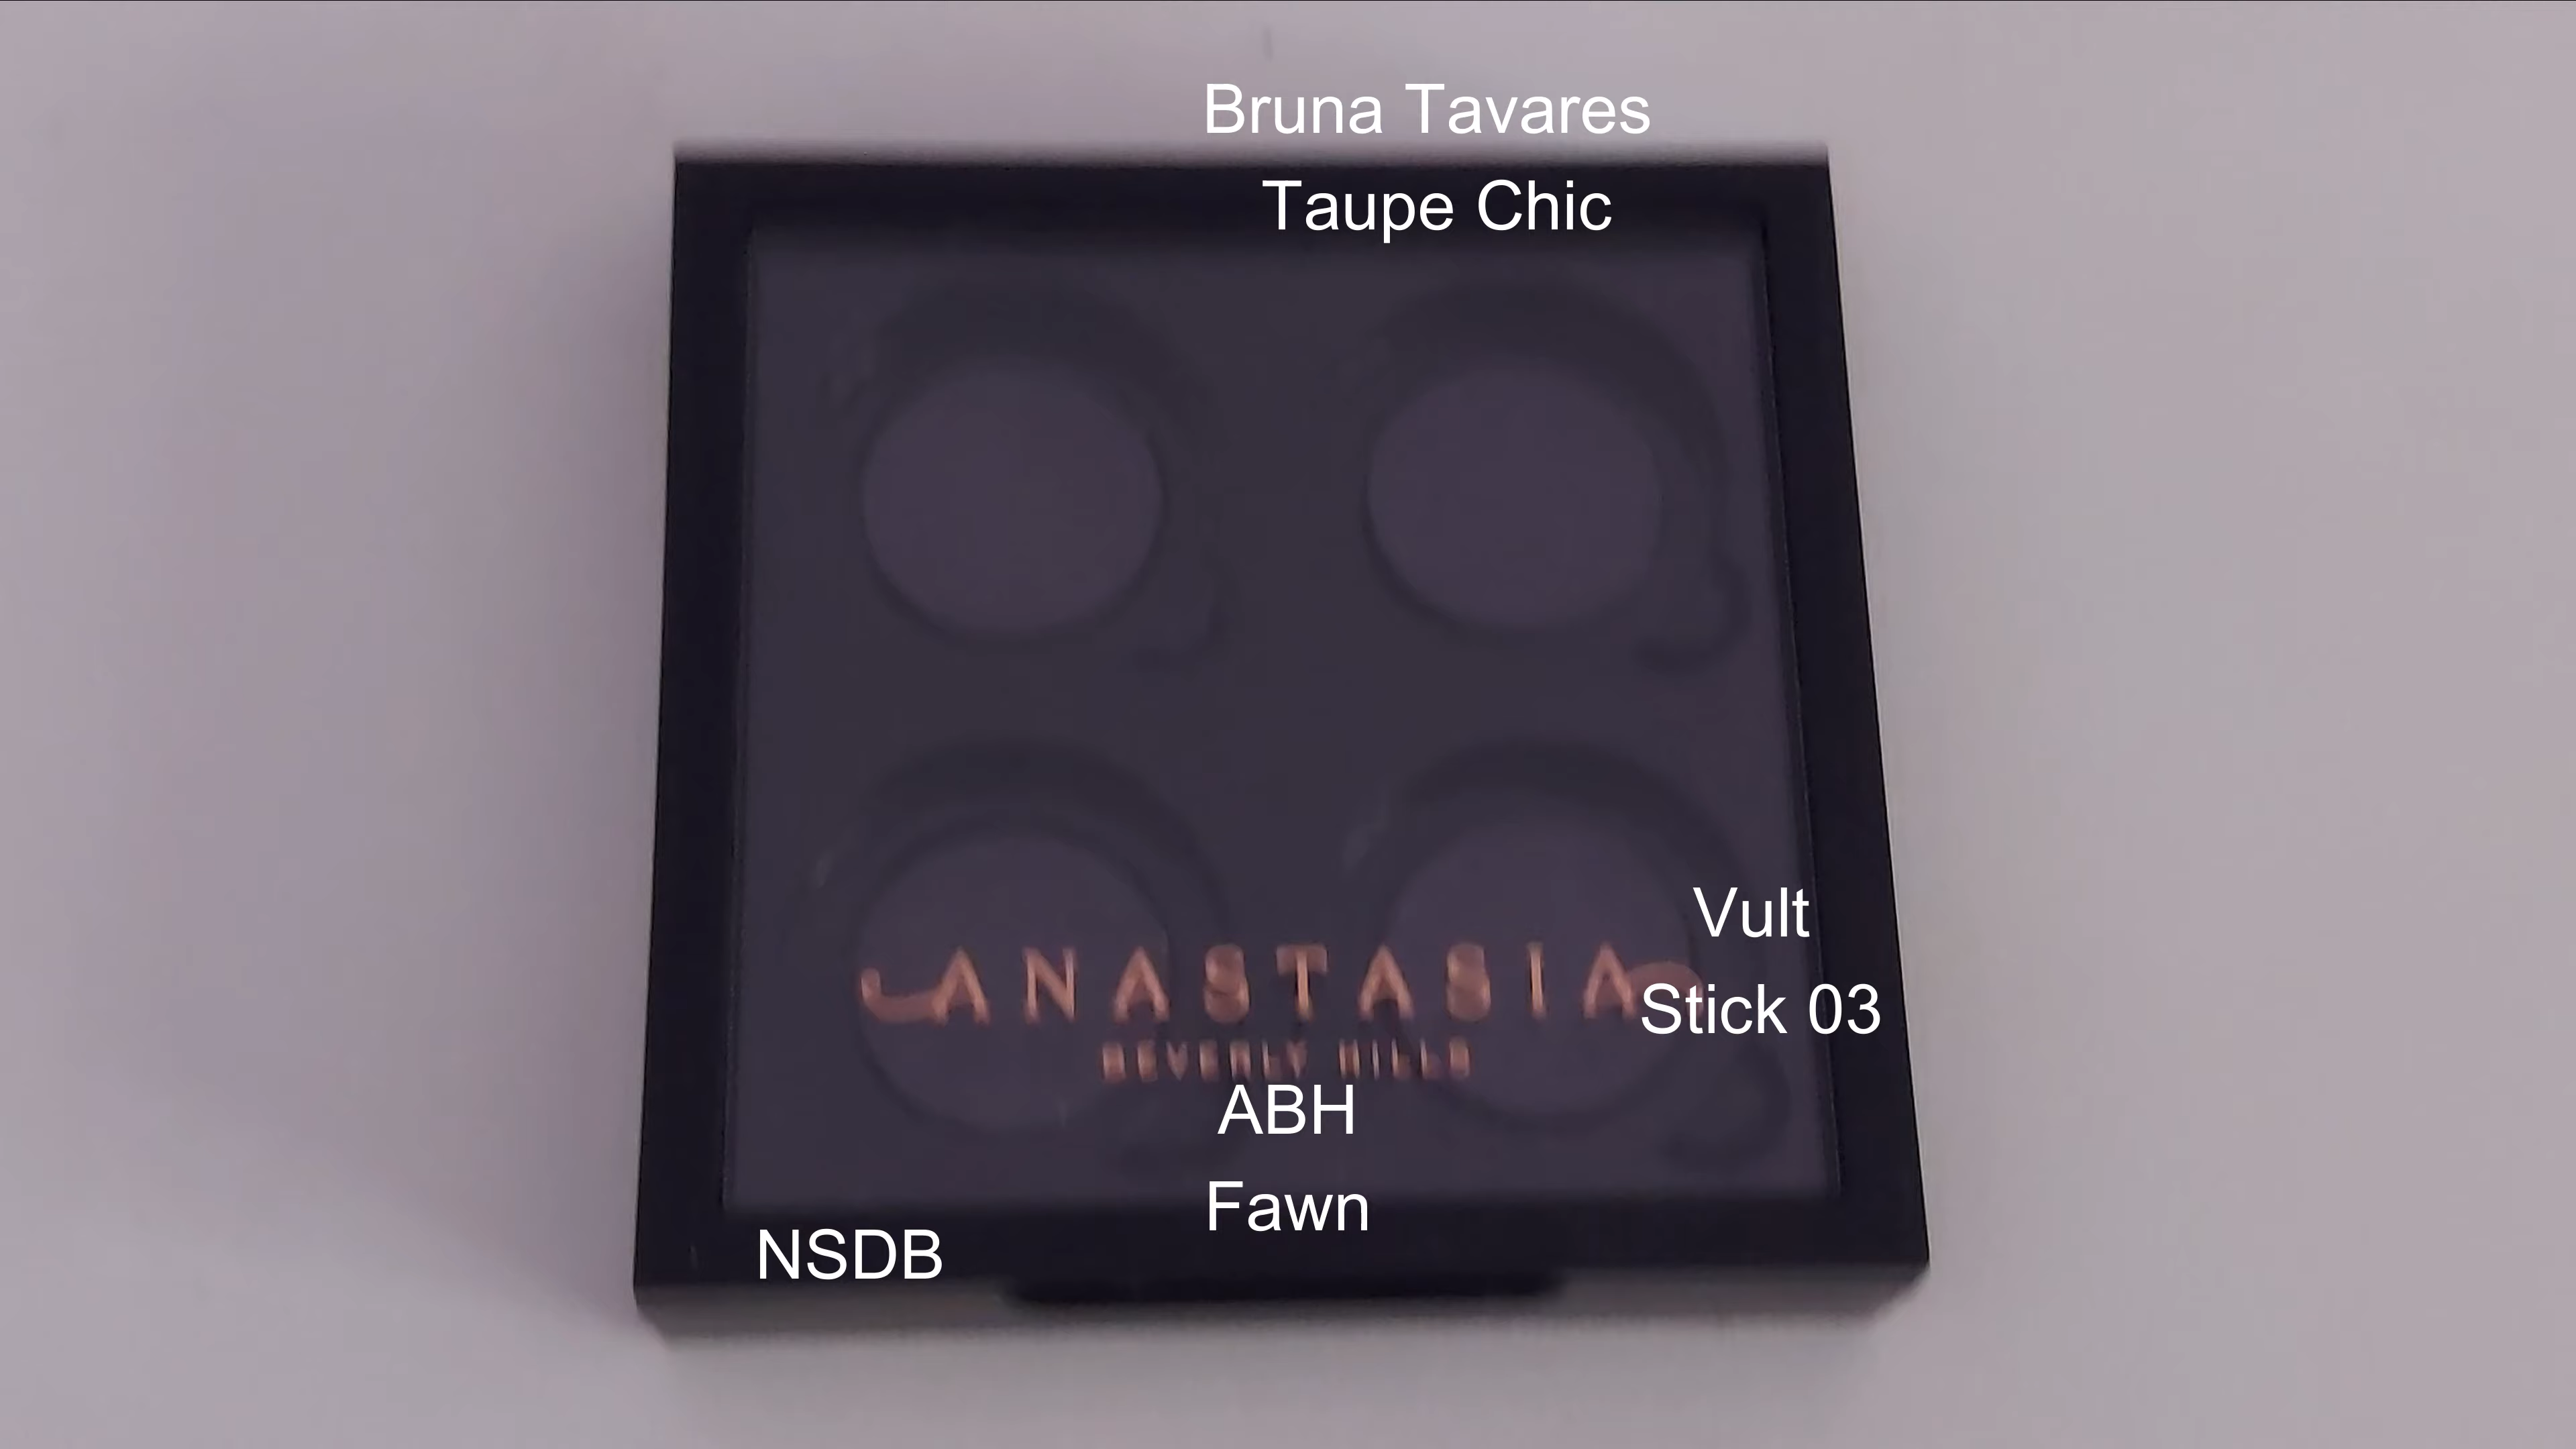 Bruna Tavares
Taupe Chic
Vult
Stick 03
ANASTASIA
BEVERLY HILLS
ABH
Fawn
NSDB